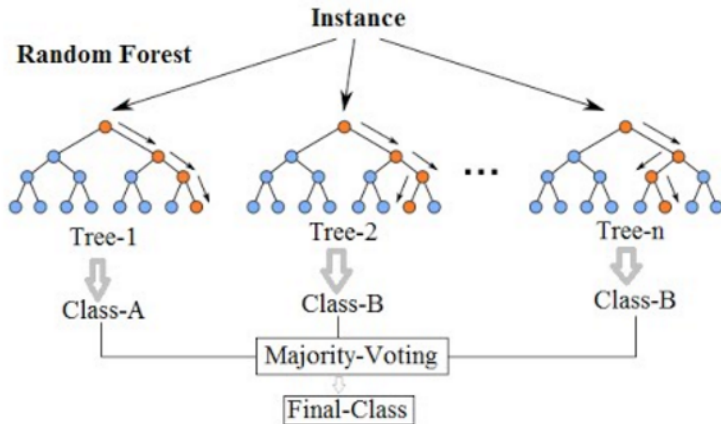 Instance
Random Forest
...
Tree-1
Tree-2
Tree-n
Class-A
Class-B
Class-B
Majority-Voting
Final-Class